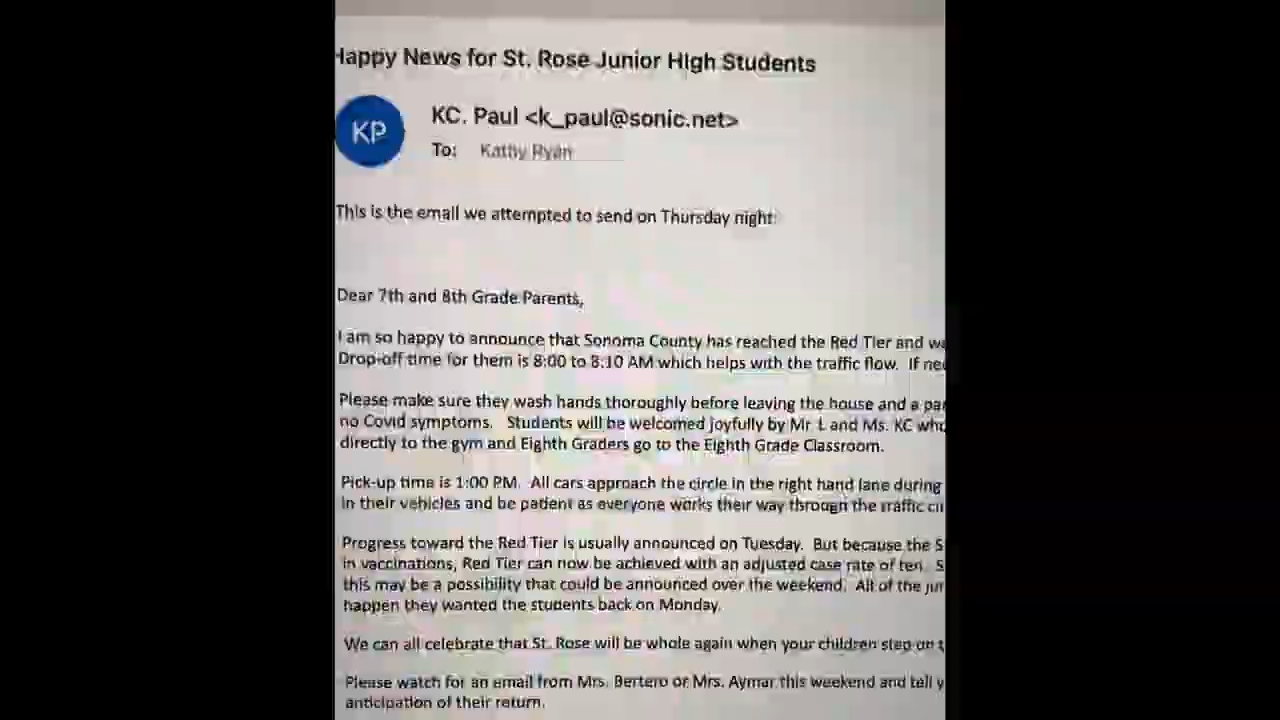 Happy News for St. Rose Junior High Students
KP
KC. Paul <k_paul@sonic.net>
To: Kathy Ryan
This is the email we attempted to send on Thursday night:
Dear 7th and 8th Grade Parents,
I am so happy to announce that Sonoma County has reached the Red Tier and
Drop-off time for them is 8:00 to 8:10 AM which helps with the traffic flow. If
Please make sure they wash hands thoroughly before leaving the house and a
no Covid symptoms. Students will be welcomed joyfully by Mr. L and Ms. KC
directly to the gym and Eighth Graders go to the Eighth Grade Classroom.
Pick-up time is 1:00 PM. All cars approach the circle in the right hand lane during
in their vehicles and be patient as everyone works their way through the traffic
Progress toward the Red Tier is usually announced on Tuesday. But because the S
in vaccinations, Red Tier can now be achieved with an adjusted case rate of ten. S
this may be a possibility that could be announced over the weekend. All of the
happen they wanted the students back on Monday.
We can all celebrate that St. Rose will be whole again when your children step on
Please watch for an email from Mrs. Bertero or Mrs. Aymar this weekend and tell y
anticipation of their return.